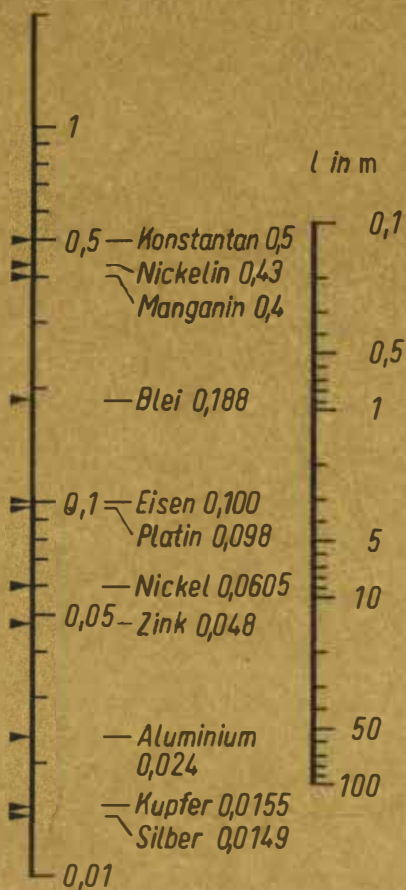 1
l in m
0,1
0,5
Konstantan 0,5
Nickelin 0,43
Manganin 0,4
0,5
1
Blei 0,188
0,1
Eisen 0,100
Platin 0,098
5
Nickel 0,0605
10
0,05
Zink 0,048
50
Aluminium
0,024
100
Kupfer 0,0155
Silber 0,0149
0,01